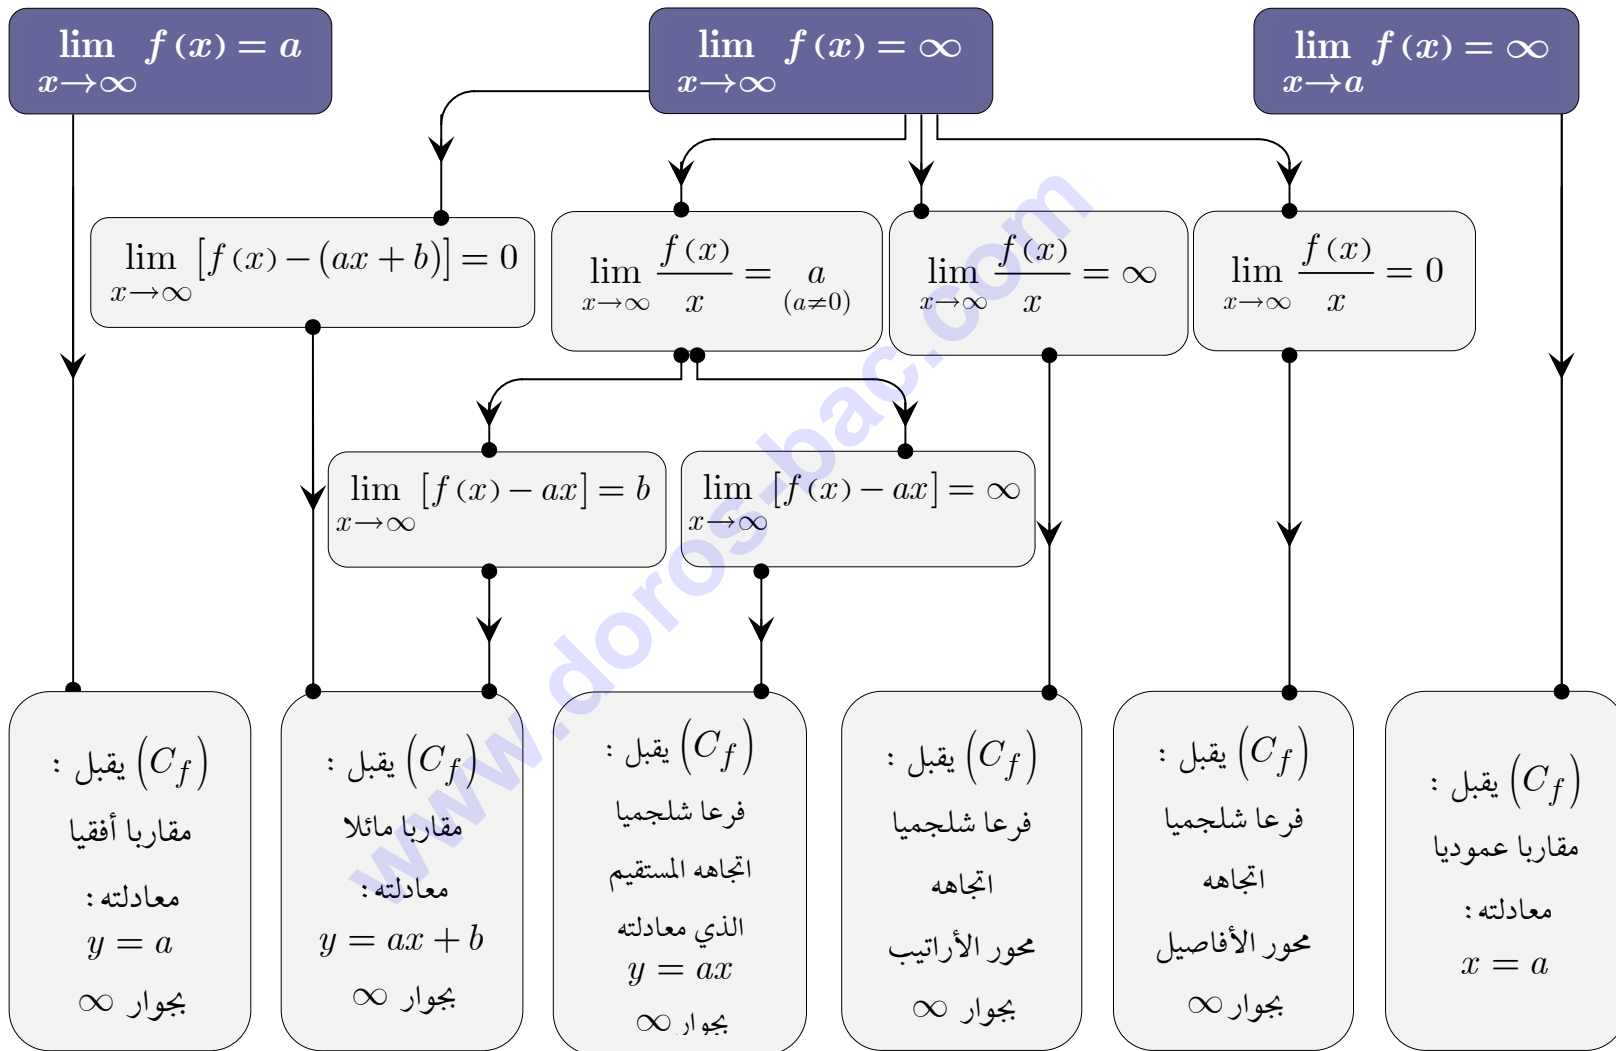 lim_{x→∞} f(x) = a
lim_{x→∞} f(x) = ∞
lim_{x→a} f(x) = ∞
lim_{x→∞} [f(x) − (ax + b)] = 0
lim_{x→∞} f(x)/x = a (a≠0)
lim_{x→∞} f(x)/x = ∞
lim_{x→∞} f(x)/x = 0
lim_{x→∞} [f(x) − ax] = b
lim_{x→∞} [f(x) − ax] = ∞
(C_f) يقبل :
مقاربا أفقيا
معادلته :
y = a
بجوار ∞
(C_f) يقبل :
مقاربا مائلا
معادلته :
y = ax + b
بجوار ∞
(C_f) يقبل :
فرعا شلجميا
اتجاهه المستقيم
الذي معادلته
y = ax
بجوار ∞
(C_f) يقبل :
فرعا شلجميا
اتجاهه
محور الأراتيب
بجوار ∞
(C_f) يقبل :
فرعا شلجميا
اتجاهه
محور الأفاصيل
بجوار ∞
(C_f) يقبل :
مقاربا عموديا
معادلته :
x = a
www.doros-bac.com